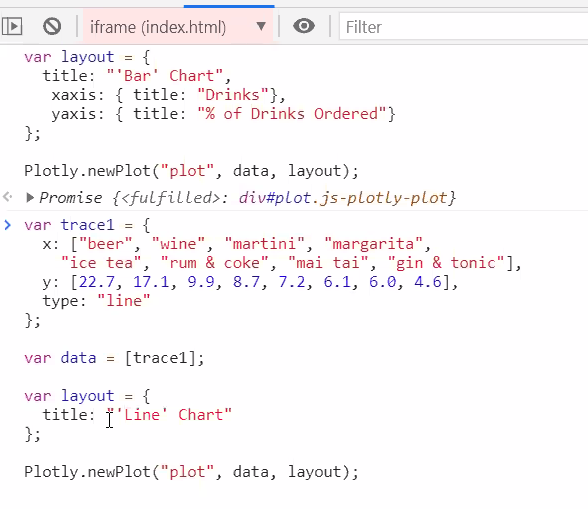 iframe (index.html) ▼ Filter
var layout = {
title: "'Bar' Chart",
xaxis: { title: "Drinks"},
yaxis: { title: "% of Drinks Ordered"}
};
Plotly.newPlot("plot", data, layout);
Promise {<fulfilled>: div#plot.js-plotly-plot}
var trace1 = {
x: ["beer", "wine", "martini", "margarita",
"ice tea", "rum & coke", "mai tai", "gin & tonic"],
y: [22.7, 17.1, 9.9, 8.7, 7.2, 6.1, 6.0, 4.6],
type: "line"
};
var data = [trace1];
var layout = {
title: "'Line' Chart"
};
Plotly.newPlot("plot", data, layout);